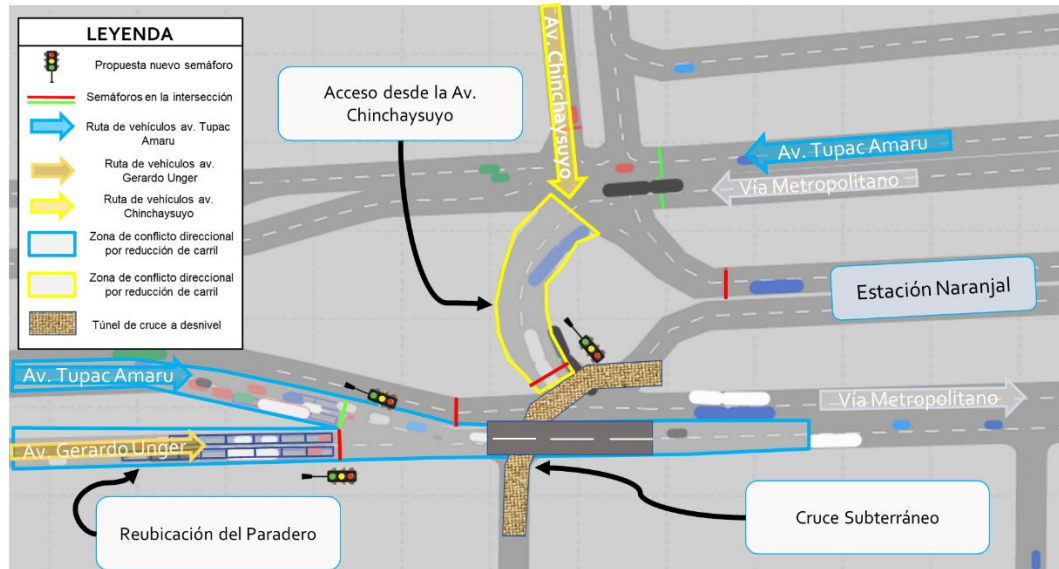 LEYENDA
Propuesta nuevo semáforo
Semáforos en la intersección
Ruta de vehículos av. Tupac
Amaru
Ruta de vehículos av.
Gerardo Unger
Ruta de vehículos av.
Chinchaysuyo
Zona de conflicto direccional
por reducción de carril
Zona de conflicto direccional
por reducción de carril
Túnel de cruce a desnivel
Acceso desde la Av.
Chinchaysuyo
Av. Chinchaysuyo
Av. Tupac Amaru
Vía Metropolitano
Estación Naranjal
Av. Tupac Amaru
Vía Metropolitano
Av. Gerardo Unger
Reubicación del Paradero
Cruce Subterráneo